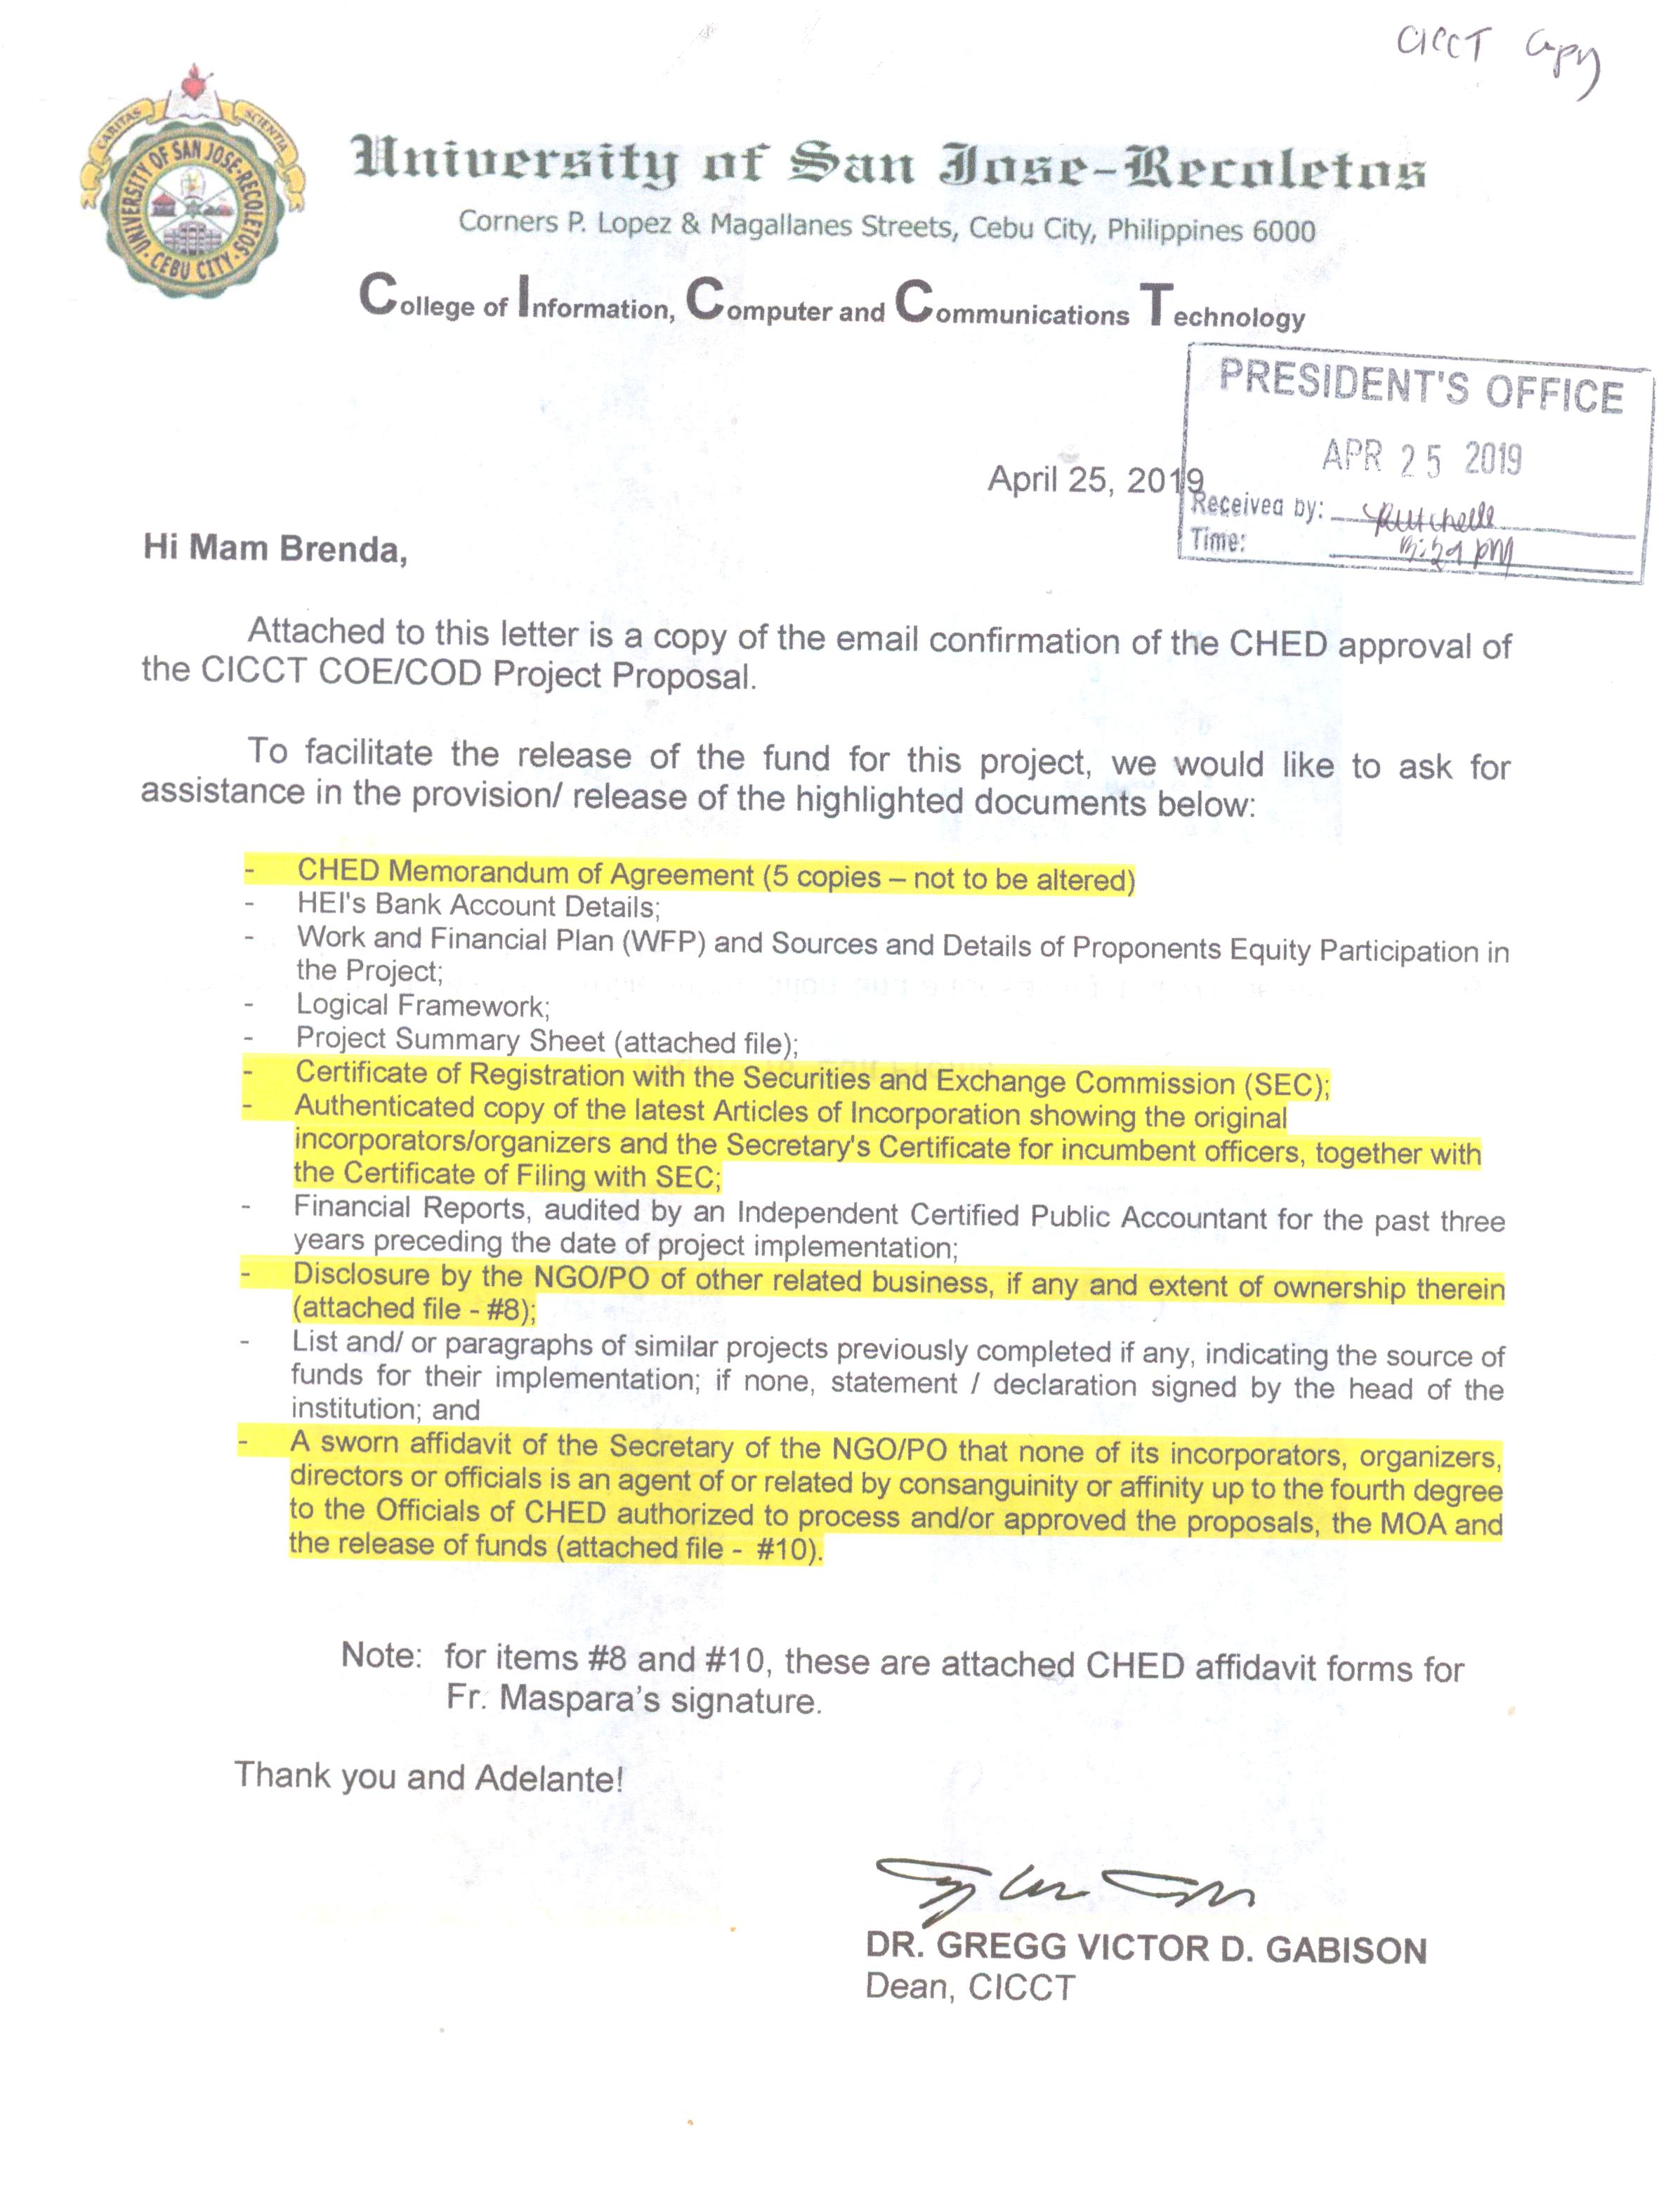 CICCT Copy
CARITAS
SCIENTIA
UNIVERSITY OF SAN JOSE-RECOLETOS
CEBU CITY
University of San Jose-Recoletos
Corners P. Lopez & Magallanes Streets, Cebu City, Philippines 6000
College of Information, Computer and Communications Technology
PRESIDENT'S OFFICE
APR 25 2019
April 25, 2019
Received by:
Time:
Hi Mam Brenda,
Attached to this letter is a copy of the email confirmation of the CHED approval of
the CICCT COE/COD Project Proposal.
To facilitate the release of the fund for this project, we would like to ask for
assistance in the provision/ release of the highlighted documents below:
- CHED Memorandum of Agreement (5 copies – not to be altered)
- HEI's Bank Account Details;
- Work and Financial Plan (WFP) and Sources and Details of Proponents Equity Participation in
the Project;
- Logical Framework;
- Project Summary Sheet (attached file);
- Certificate of Registration with the Securities and Exchange Commission (SEC);
- Authenticated copy of the latest Articles of Incorporation showing the original
incorporators/organizers and the Secretary's Certificate for incumbent officers, together with
the Certificate of Filing with SEC;
- Financial Reports, audited by an Independent Certified Public Accountant for the past three
years preceding the date of project implementation;
- Disclosure by the NGO/PO of other related business, if any and extent of ownership therein
(attached file - #8);
- List and/ or paragraphs of similar projects previously completed if any, indicating the source of
funds for their implementation; if none, statement / declaration signed by the head of the
institution; and
- A sworn affidavit of the Secretary of the NGO/PO that none of its incorporators, organizers,
directors or officials is an agent of or related by consanguinity or affinity up to the fourth degree
to the Officials of CHED authorized to process and/or approved the proposals, the MOA and
the release of funds (attached file - #10).
Note: for items #8 and #10, these are attached CHED affidavit forms for
Fr. Maspara’s signature.
Thank you and Adelante!
DR. GREGG VICTOR D. GABISON
Dean, CICCT